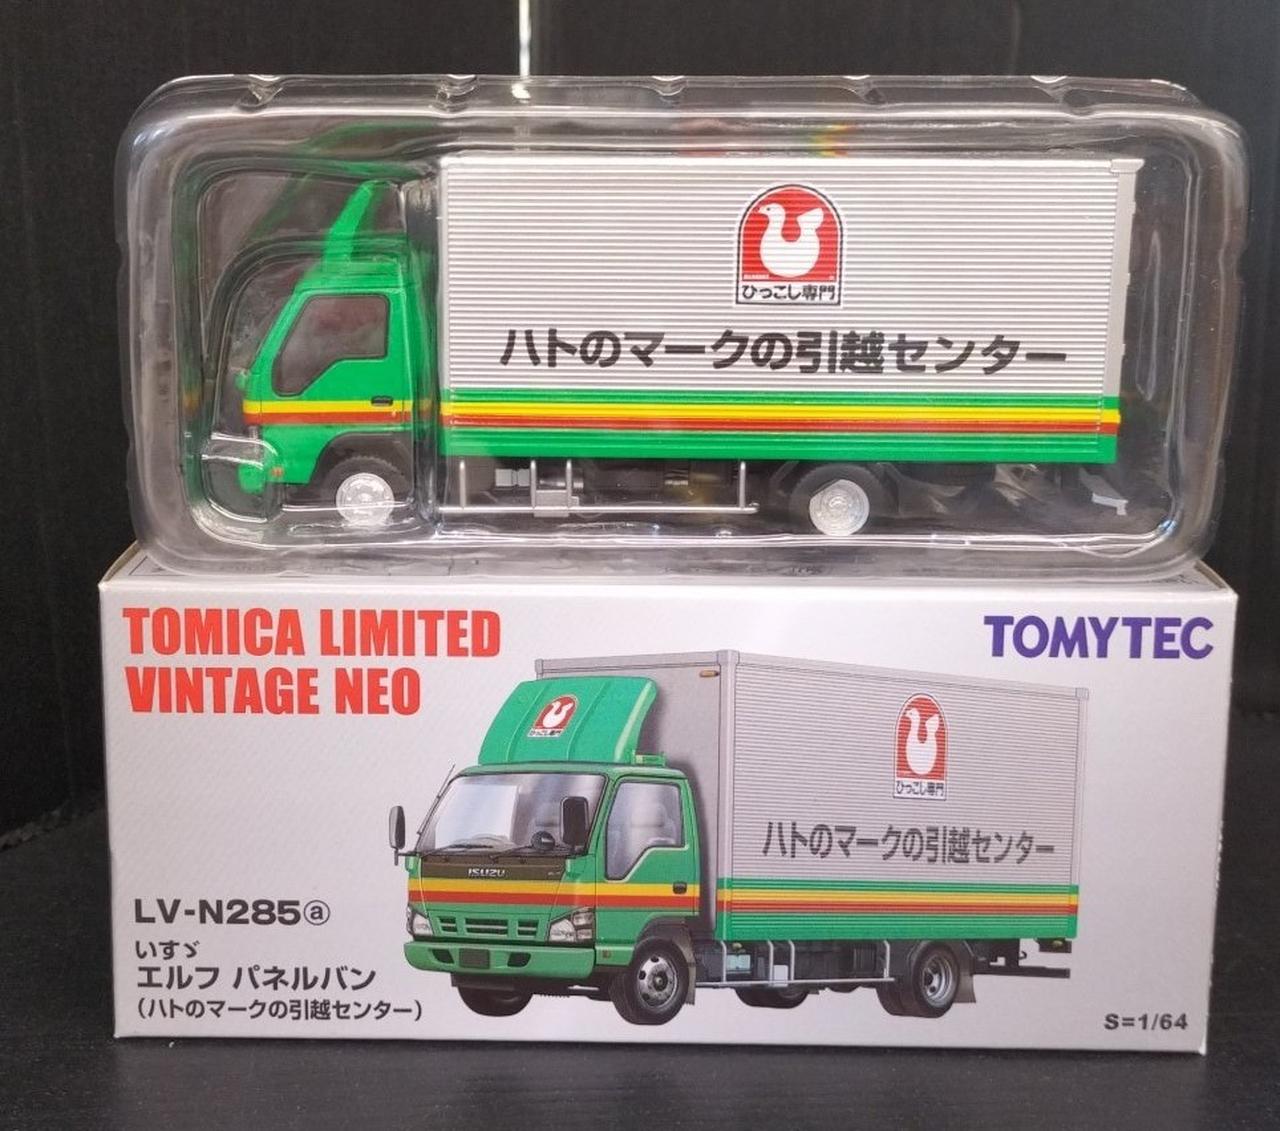 ひっこし専門
ハトのマークの引越センター
TOMICA LIMITED
VINTAGE NEO
TOMYTEC
ひっこし専門
ひっこし専門
ハトのマークの引越センター
ISUZU
LV-N285ⓐ
いすゞ
エルフ パネルバン
(ハトのマークの引越センター)
S=1/64